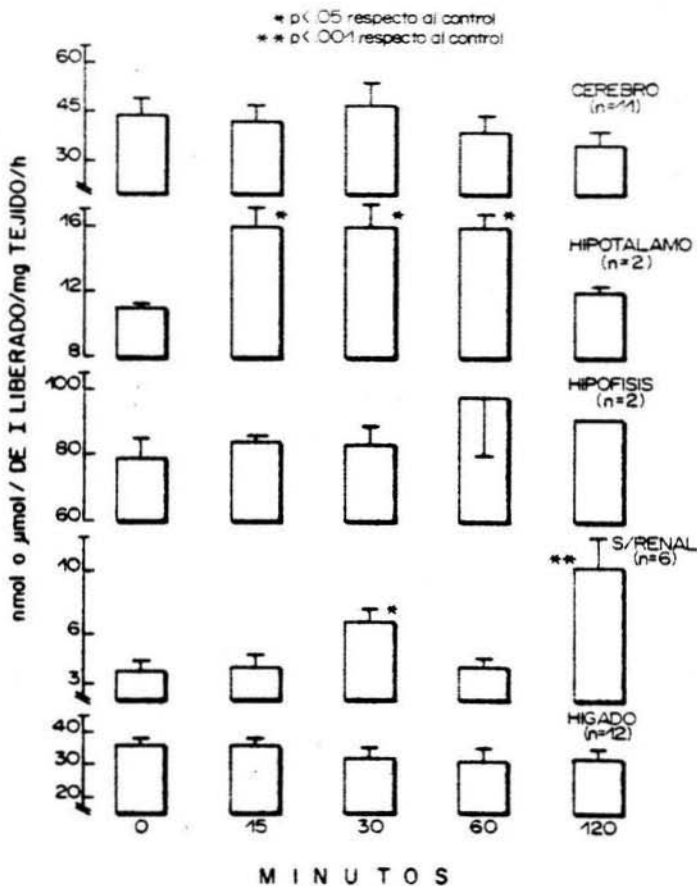 * p<.05 respecto al control
** p<.001 respecto al control
nmol o µmol/ DE I LIBERADO/mg TEJIDO/h
60
45
30
CEREBRO
(n=11)
16
12
8
*
*
*
HIPOTALAMO
(n=2)
100
80
60
HIPOFISIS
(n=2)
10
6
3
*
**
S/RENAL
(n=6)
40
30
20
HIGADO
(n=12)
0 15 30 60 120
MINUTOS